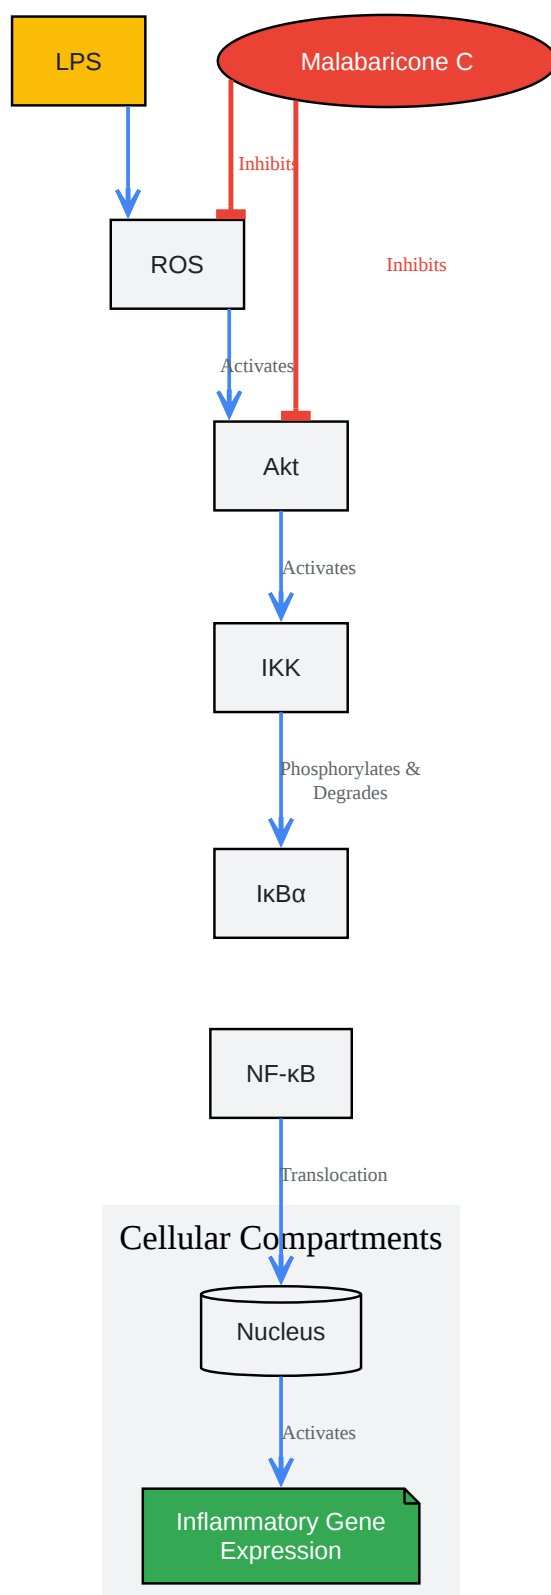 LPS
Malabaricone C
Inhibits
ROS
Inhibits
Activates
Akt
Activates
IKK
Phosphorylates &
Degrades
IκBα
NF-κB
Translocation
Cellular Compartments
Nucleus
Activates
Inflammatory Gene
Expression